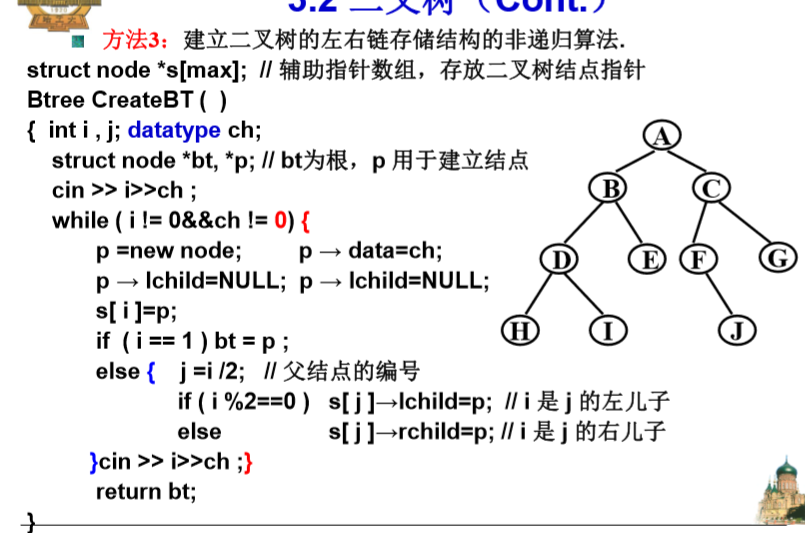 3.2 二叉树（Cont.）
方法3：建立二叉树的左右链存储结构的非递归算法.
struct node *s[max]; // 辅助指针数组，存放二叉树结点指针
Btree CreateBT ( )
{ int i , j; datatype ch;
struct node *bt, *p; // bt为根，p 用于建立结点
cin >> i>>ch ;
while ( i != 0&&ch != 0) {
p =new node; p → data=ch;
p → lchild=NULL; p → lchild=NULL;
s[ i ]=p;
if ( i == 1 ) bt = p ;
else { j =i /2; // 父结点的编号
if ( i %2==0 ) s[ j ]→lchild=p; // i 是 j 的左儿子
else s[ j ]→rchild=p; // i 是 j 的右儿子
}cin >> i>>ch ;}
return bt;
}
A
B C
D E F G
H I J